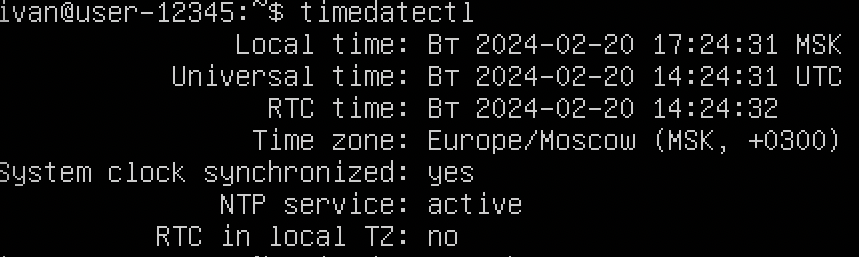 ivan@user-12345:~$ timedatectl
Local time: Вт 2024-02-20 17:24:31 MSK
Universal time: Вт 2024-02-20 14:24:31 UTC
RTC time: Вт 2024-02-20 14:24:32
Time zone: Europe/Moscow (MSK, +0300)
System clock synchronized: yes
NTP service: active
RTC in local TZ: no